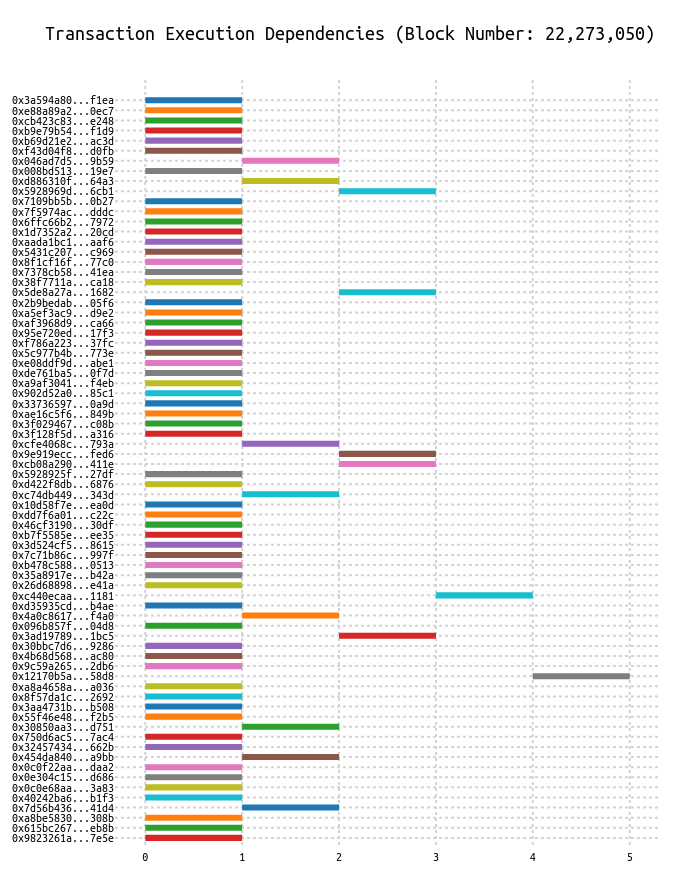 Transaction Execution Dependencies (Block Number: 22,273,050)
0x3a594a80...f1ea
0xe88a89a2...0ec7
0xcb423c83...e248
0xb9e79b54...f1d9
0xb69d21e2...ac3d
0xf43d04f8...d0fb
0x046ad7d5...9b59
0x008bd513...19e7
0xd886310f...64a3
0x5928969d...6cb1
0x7109bb5b...0b27
0x7f5974ac...dddc
0x6ffc66b2...7972
0x1d7352a2...20cd
0xaada1bc1...aaf6
0x5431c207...c969
0x8f1cf16f...77c0
0x7378cb58...41ea
0x38f7711a...ca18
0x5de8a27a...1682
0x2b9bedab...05f6
0xa5ef3ac9...d9e2
0xaf3968d9...ca66
0x95e720ed...17f3
0xf786a223...37fc
0x5c977b4b...773e
0xe08ddf9d...abe1
0xde761ba5...0f7d
0xa9af3041...f4eb
0x902d52a0...85c1
0x33736597...0a9d
0xae16c5f6...849b
0x3f029467...c08b
0x3f128f5d...a316
0xcfe4068c...793a
0x9e919ecc...fed6
0xcb08a290...411e
0x5928925f...27df
0xd422f8db...6876
0xc74db449...343d
0x10d58f7e...ea0d
0xdd7f6a01...c22c
0x46cf3190...30df
0xb7f5585e...ee35
0x3d524cf5...8615
0x7c71b86c...997f
0xb478c588...0513
0x35a8917e...b42a
0x26d68898...e41a
0xc440ecaa...1181
0xd35935cd...b4ae
0x4a0c8617...f4a0
0x096b857f...04d8
0x3ad19789...1bc5
0x30bbc7d6...9286
0x4b68d568...ac80
0x9c59a265...2db6
0x12170b5a...58d8
0xa8a4658a...a036
0x8f57da1c...2692
0x3aa4731b...b508
0x55f46e48...f2b5
0x30850aa3...d751
0x750d6ac5...7ac4
0x32457434...662b
0x454da840...a9bb
0x0c0f22aa...daa2
0x0e304c15...d686
0x0c0e68aa...3a83
0x40242ba6...b1f3
0x7d56b436...41d4
0xa8be5830...308b
0x615bc267...eb8b
0x9823261a...7e5e
0 1 2 3 4 5